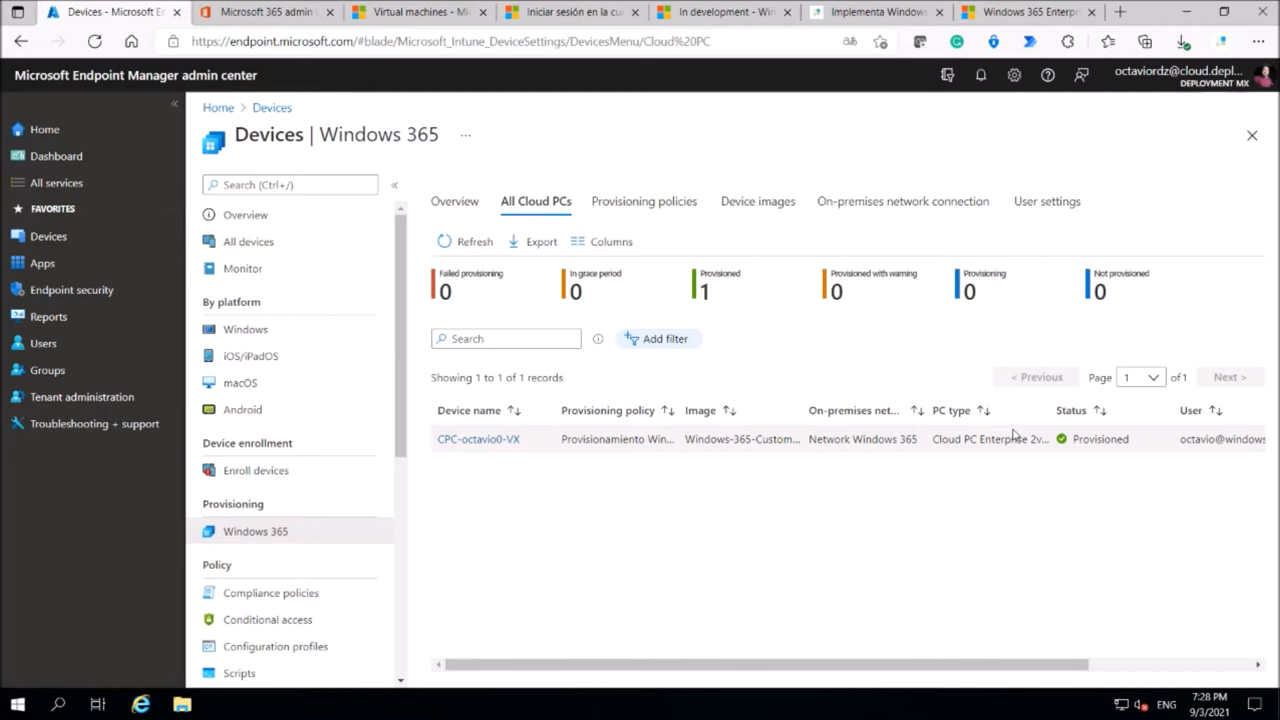 Devices - Microsoft En
Microsoft 365 admin c
Virtual machines - Mic
Iniciar sesión en la cu
In development - Win
Implementa Windows
Windows 365 Enterpr
https://endpoint.microsoft.com/#blade/Microsoft_Intune_DeviceSettings/DevicesMenu/Cloud%20PC
Microsoft Endpoint Manager admin center
octaviordz@cloud.depl...
DEPLOYMENT MX
Home
Dashboard
All services
FAVORITES
Devices
Apps
Endpoint security
Reports
Users
Groups
Tenant administration
Troubleshooting + support
Home > Devices
Devices | Windows 365 ...
Search (Ctrl+/)
Overview
All devices
Monitor
By platform
Windows
iOS/iPadOS
macOS
Android
Device enrollment
Enroll devices
Provisioning
Windows 365
Policy
Compliance policies
Conditional access
Configuration profiles
Scripts
Overview All Cloud PCs Provisioning policies Device images On-premises network connection User settings
Refresh Export Columns
Failed provisioning
0
In grace period
0
Provisioned
1
Provisioned with warning
0
Provisioning
0
Not provisioned
0
Search
Add filter
Showing 1 to 1 of 1 records
< Previous Page 1 of 1 Next >
Device name Provisioning policy Image On-premises net... PC type Status User
CPC-octavio0-VX Provisionamiento Win... Windows-365-Custom... Network Windows 365 Cloud PC Enterprise 2v... Provisioned octavio@windows
ENG
7:28 PM
9/3/2021